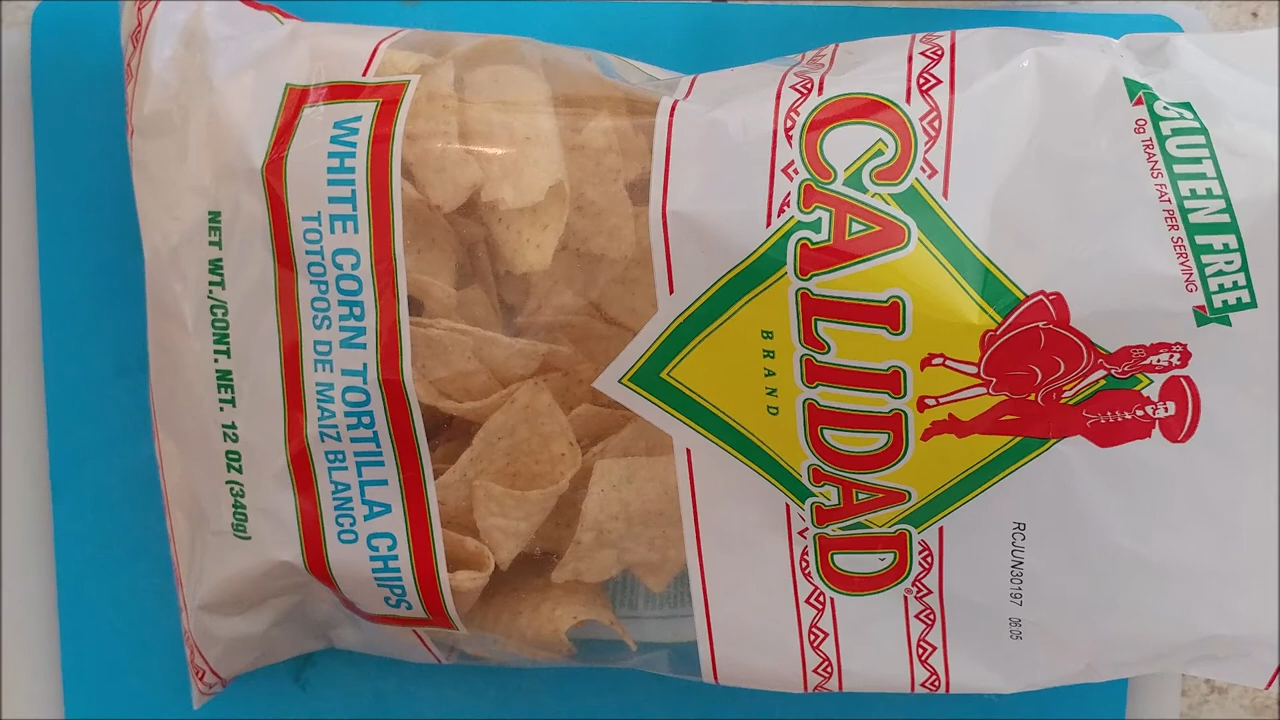 GLUTEN FREE
0g TRANS FAT PER SERVING
RCJUN30197 06:05
CALIDAD®
BRAND
WHITE CORN TORTILLA CHIPS
TOTOPOS DE MAIZ BLANCO
NET WT./CONT. NET. 12 OZ (340g)